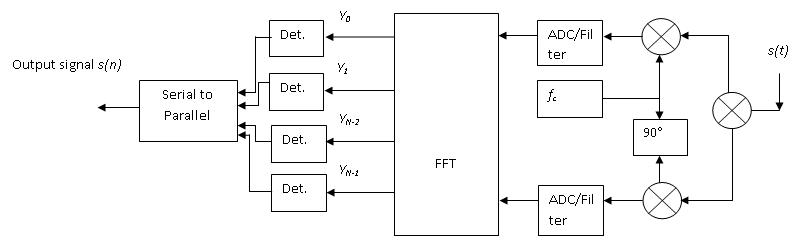 Output signal s(n)
Serial to
Parallel
Det.
Y0
Det.
Y1
Det.
YN-2
Det.
YN-1
FFT
ADC/Fil
ter
fc
90°
ADC/Fil
ter
s(t)